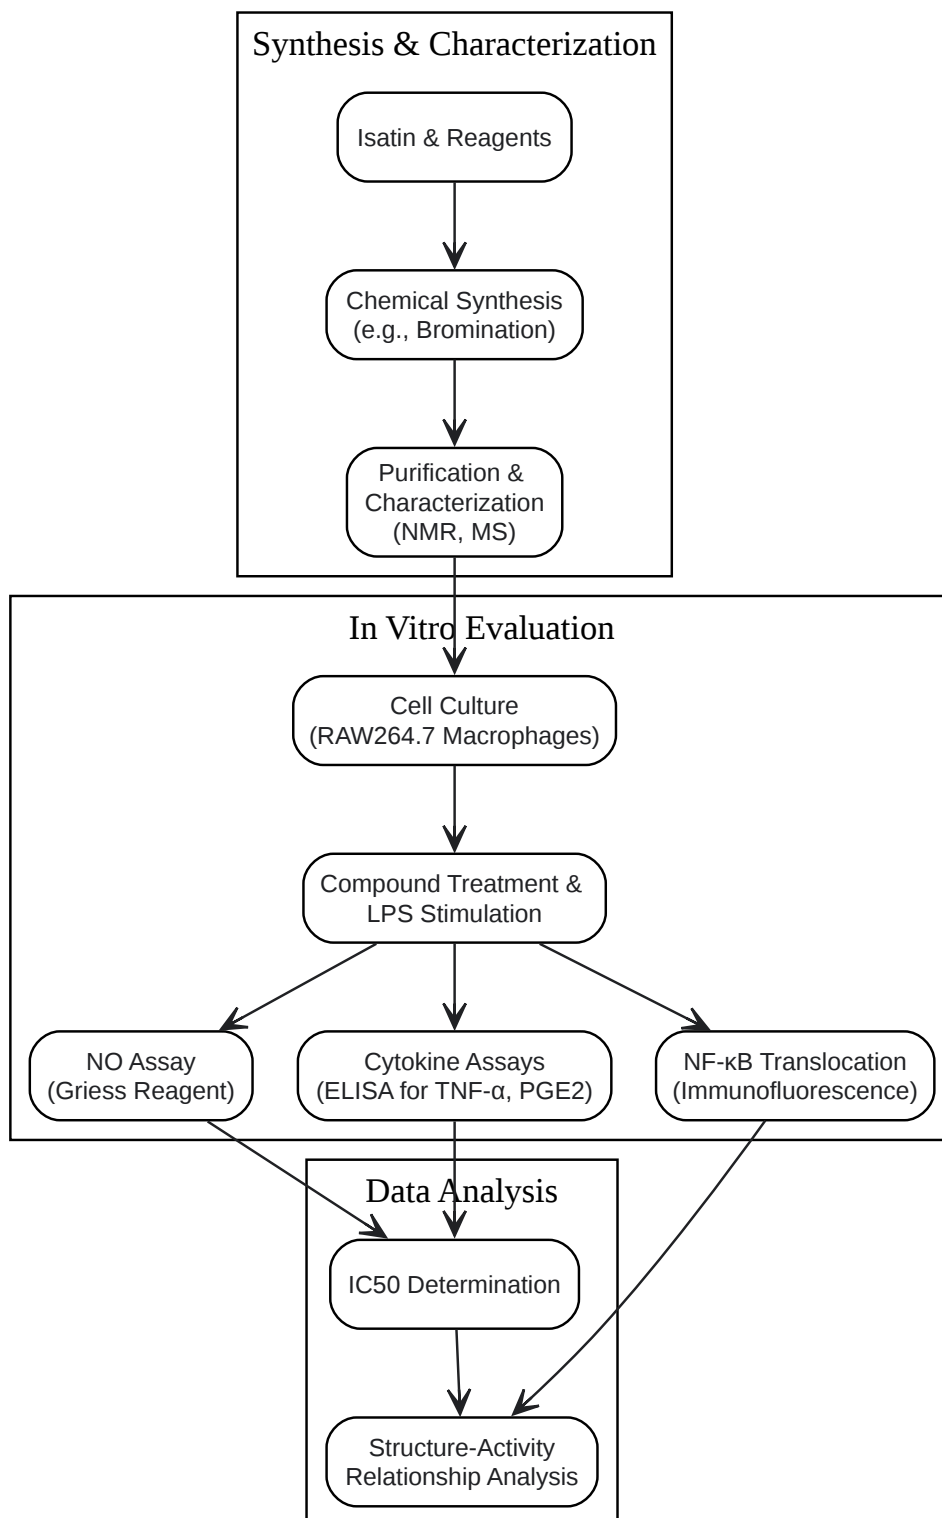 Synthesis & Characterization
Isatin & Reagents
Chemical Synthesis
(e.g., Bromination)
Purification &
Characterization
(NMR, MS)
In Vitro Evaluation
Cell Culture
(RAW264.7 Macrophages)
Compound Treatment &
LPS Stimulation
NO Assay
(Griess Reagent)
Cytokine Assays
(ELISA for TNF-α, PGE2)
NF-κB Translocation
(Immunofluorescence)
Data Analysis
IC50 Determination
Structure-Activity
Relationship Analysis